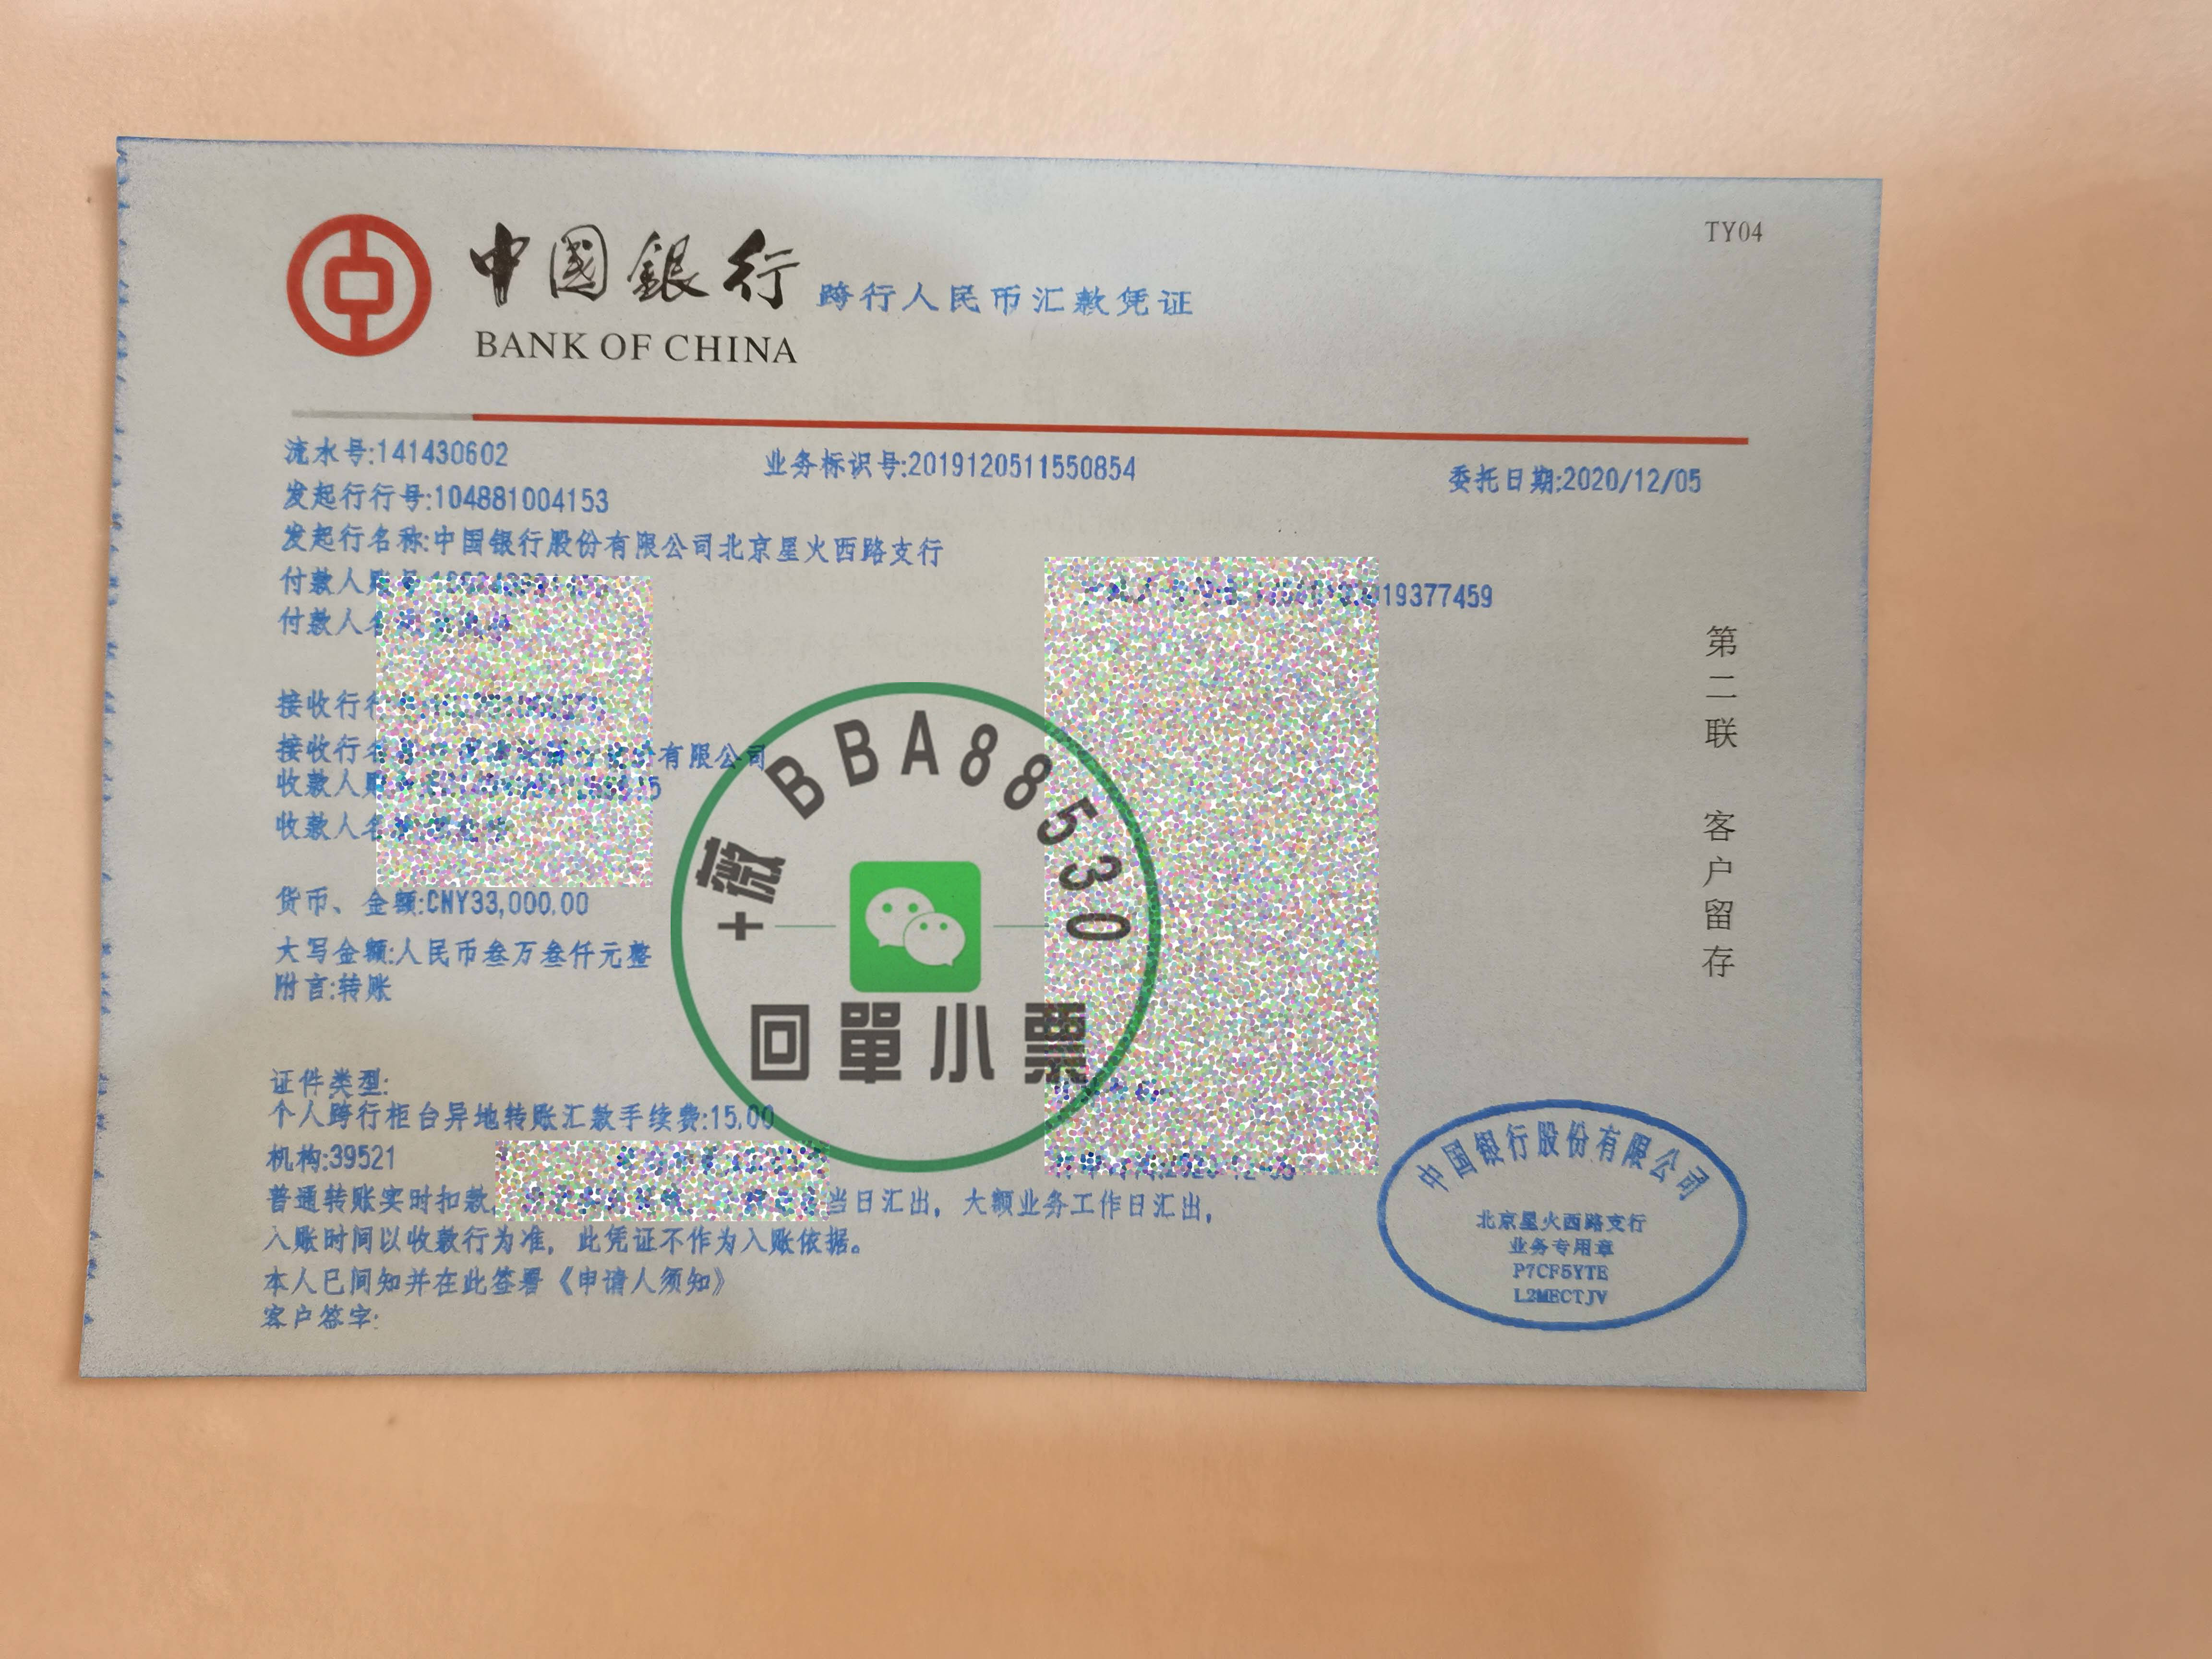 TY04
中國銀行 跨行人民币汇款凭证
BANK OF CHINA
流水号:141430602 业务标识号:2019120511550854 委托日期:2020/12/05
发起行行号:104881004153
发起行名称:中国银行股份有限公司北京星火西路支行
付款人账号: 19377459
付款人名
接收行行
接收行名 有限公司
收款人账 5
收款人名
货币、金额:CNY33,000.00
大写金额:人民币叁万叁仟元整
附言:转账
证件类型:
个人跨行柜台异地转账汇款手续费:15.00
机构:39521
普通转账实时扣款, 当日汇出，大额业务工作日汇出，
入账时间以收款行为准，此凭证不作为入账依据。
本人已间知并在此签署《申请人须知》
客户签字:
第二联 客户留存
+微 BBA88530
回單小票
中国银行股份有限公司
北京星火西路支行
业务专用章
P7CF5YTE
L2MECTJV